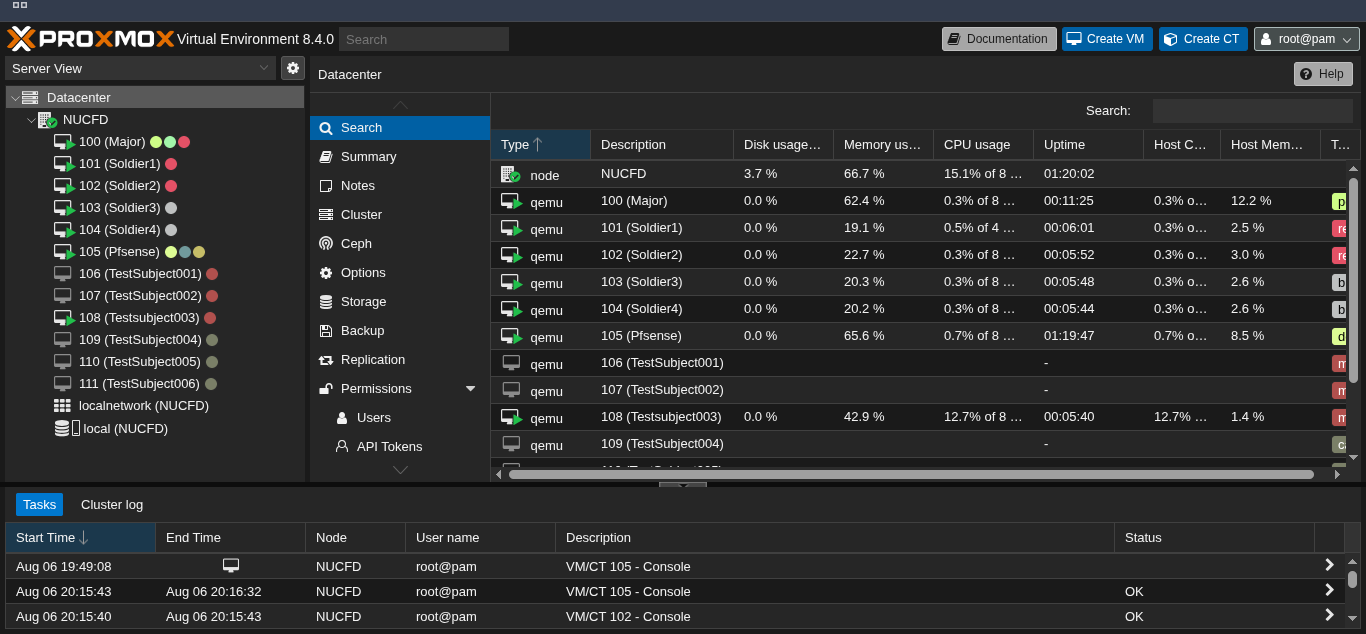 PROXMOX Virtual Environment 8.4.0 Search Documentation Create VM Create CT root@pam
Server View
Datacenter
NUCFD
100 (Major)
101 (Soldier1)
102 (Soldier2)
103 (Soldier3)
104 (Soldier4)
105 (Pfsense)
106 (TestSubject001)
107 (TestSubject002)
108 (Testsubject003)
109 (TestSubject004)
110 (TestSubject005)
111 (TestSubject006)
localnetwork (NUCFD)
local (NUCFD)
Datacenter Help
Search
Summary
Notes
Cluster
Ceph
Options
Storage
Backup
Replication
Permissions
Users
API Tokens
Search:
Type Description Disk usage... Memory us... CPU usage Uptime Host C... Host Mem... T...
node NUCFD 3.7 % 66.7 % 15.1% of 8 ... 01:20:02
qemu 100 (Major) 0.0 % 62.4 % 0.3% of 8 ... 00:11:25 0.3% o... 12.2 % p
qemu 101 (Soldier1) 0.0 % 19.1 % 0.5% of 4 ... 00:06:01 0.3% o... 2.5 % re
qemu 102 (Soldier2) 0.0 % 22.7 % 0.3% of 8 ... 00:05:52 0.3% o... 3.0 % re
qemu 103 (Soldier3) 0.0 % 20.3 % 0.3% of 8 ... 00:05:48 0.3% o... 2.6 % b
qemu 104 (Soldier4) 0.0 % 20.2 % 0.3% of 8 ... 00:05:44 0.3% o... 2.6 % b
qemu 105 (Pfsense) 0.0 % 65.6 % 0.7% of 8 ... 01:19:47 0.7% o... 8.5 % d
qemu 106 (TestSubject001) - m
qemu 107 (TestSubject002) - m
qemu 108 (Testsubject003) 0.0 % 42.9 % 12.7% of 8 ... 00:05:40 12.7% ... 1.4 % m
qemu 109 (TestSubject004) - ca
Tasks Cluster log
Start Time End Time Node User name Description Status
Aug 06 19:49:08 NUCFD root@pam VM/CT 105 - Console
Aug 06 20:15:43 Aug 06 20:16:32 NUCFD root@pam VM/CT 105 - Console OK
Aug 06 20:15:40 Aug 06 20:15:43 NUCFD root@pam VM/CT 102 - Console OK